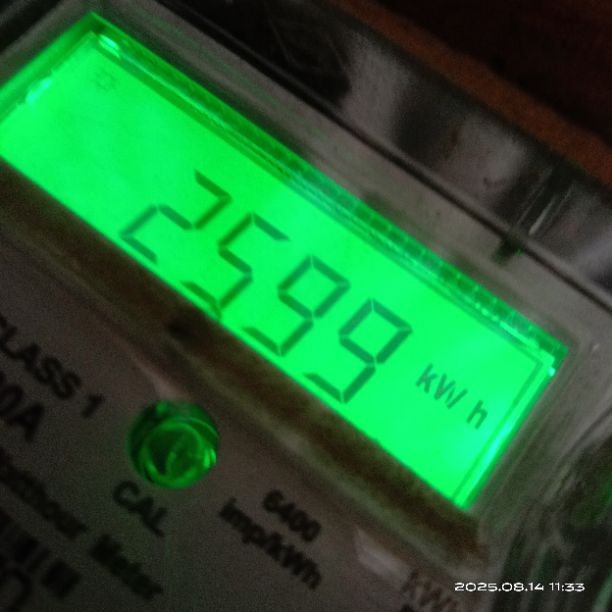 2599 kW h
CLASS 1
CAL
6400
imp/kWh
Meter
2025.08.14 11:33